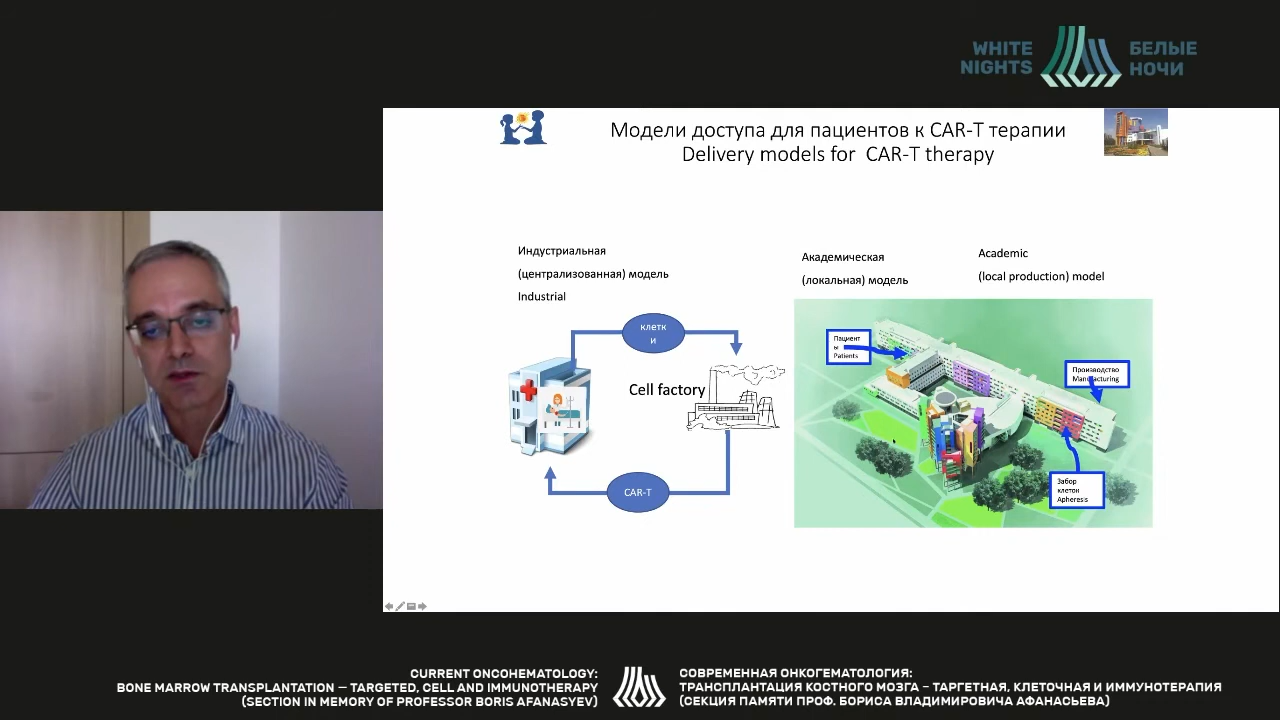 WHITE
NIGHTS
БЕЛЫЕ
НОЧИ
Модели доступа для пациентов к CAR-T терапии
Delivery models for CAR-T therapy
Индустриальная
(централизованная) модель
Industrial
клетк
и
Cell factory
CAR-T
Академическая
(локальная) модель
Academic
(local production) model
Пациент
ы
Patients
Производство
Manufacturing
Забор
клеток
Apheresis
CURRENT ONCOHEMATOLOGY:
BONE MARROW TRANSPLANTATION – TARGETED, CELL AND IMMUNOTHERAPY
(SECTION IN MEMORY OF PROFESSOR BORIS AFANASYEV)
СОВРЕМЕННАЯ ОНКОГЕМАТОЛОГИЯ:
ТРАНСПЛАНТАЦИЯ КОСТНОГО МОЗГА – ТАРГЕТНАЯ, КЛЕТОЧНАЯ И ИММУНОТЕРАПИЯ
(СЕКЦИЯ ПАМЯТИ ПРОФ. БОРИСА ВЛАДИМИРОВИЧА АФАНАСЬЕВА)